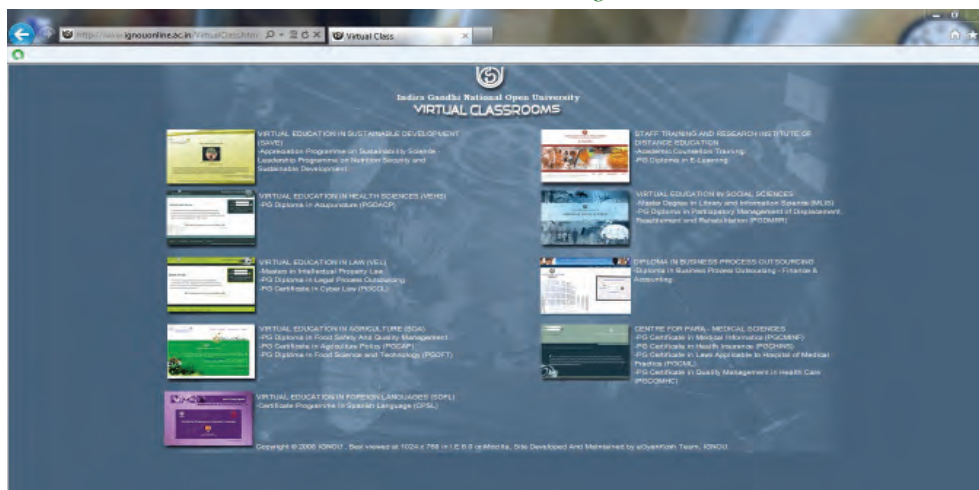 http://www.ignouonline.ac.in/VirtualClass.htm
Virtual Class
Indira Gandhi National Open University
VIRTUAL CLASSROOMS
VIRTUAL EDUCATION IN SUSTAINABLE DEVELOPMENT
(SAVE)
-Appreciation Programme on Sustainability Science -
Leadership Programme on Nutrition Security and
Sustainable Development
VIRTUAL EDUCATION IN HEALTH SCIENCES (VEHS)
-PG Diploma in Acupuncture (PGDACP)
VIRTUAL EDUCATION IN LAW (VEL)
-Masters in Intellectual Property Law
-PG Diploma in Legal Process Outsourcing
-PG Certificate in Cyber Law (PGCCL)
VIRTUAL EDUCATION IN AGRICULTURE (SOA)
-PG Diploma in Food Safety And Quality Management
-PG Certificate in Agriculture Policy (PGCAP)
-PG Diploma in Food Science and Technology (PGDFT)
VIRTUAL EDUCATION IN FOREIGN LANGUAGES (SOFL)
-Certificate Programme in Spanish Language (CPSL)
STAFF TRAINING AND RESEARCH INSTITUTE OF
DISTANCE EDUCATION
-Academic Counsellors Training
-PG Diploma in E-Learning
VIRTUAL EDUCATION IN SOCIAL SCIENCES
-Master Degree in Library and Information Science (MLIS)
-PG Diploma in Participatory Management of Displacement,
Resettlement and Rehabilitation (PGDMRR)
DIPLOMA IN BUSINESS PROCESS OUTSOURCING
-Diploma in Business Process Outsourcing - Finance &
Accounting
CENTRE FOR PARA - MEDICAL SCIENCES
-PG Certificate in Medical Informatics (PGCMINF)
-PG Certificate in Health Insurance (PGCHINS)
-PG Certificate in Laws Applicable to Hospital of Medical
Practice (PGCML)
-PG Certificate in Quality Management in Health Care
(PGCQMHC)
Copyright © 2008 IGNOU , Best viewed at 1024 x 768 in I.E 6.0 or Mozilla, Site Developed And Maintained by eGyankosh Team, IGNOU.